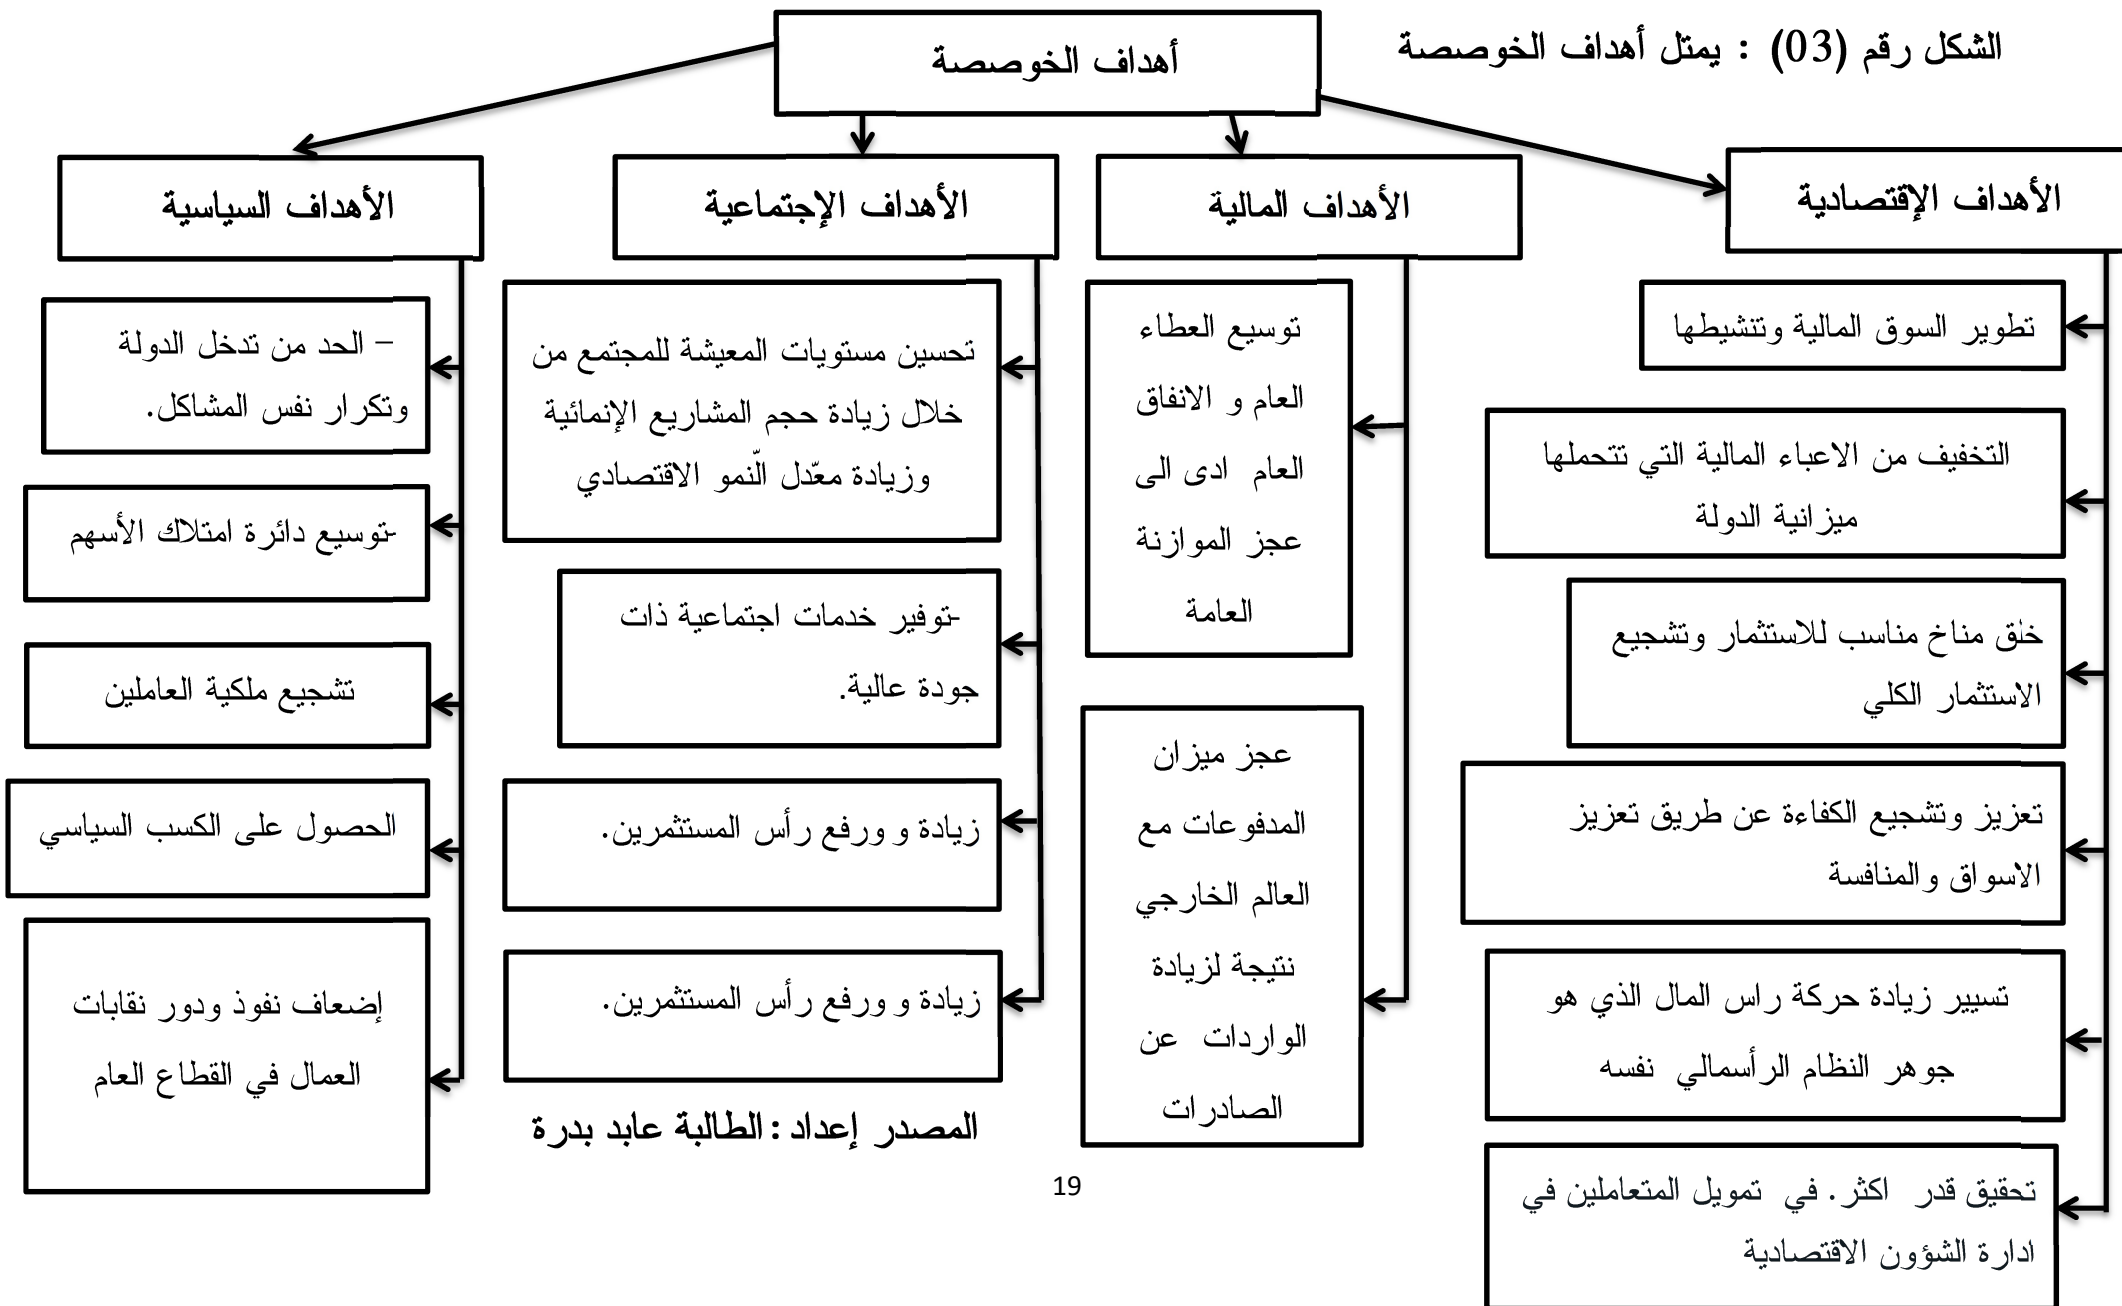 الشكل رقم (03) : يمتل أهداف الخوصصة
أهداف الخوصصة
الأهداف الإقتصادية
تطوير السوق المالية وتنشيطها
التخفيف من الاعباء المالية التي تتحملها
ميزانية الدولة
خلق مناخ مناسب للاستثمار وتشجيع
الاستثمار الكلي
تعزيز وتشجيع الكفاءة عن طريق تعزيز
الاسواق والمنافسة
تسيير زيادة حركة راس المال الذي هو
جوهر النظام الرأسمالي نفسه
تحقيق قدر اكثر. في تمويل المتعاملين في
ادارة الشؤون الاقتصادية
الأهداف المالية
توسيع العطاء
العام و الانفاق
العام ادى الى
عجز الموازنة
العامة
عجز ميزان
المدفوعات مع
العالم الخارجي
نتيجة لزيادة
الواردات عن
الصادرات
الأهداف الإجتماعية
تحسين مستويات المعيشة للمجتمع من
خلال زيادة حجم المشاريع الإنمائية
وزيادة معدّل النّمو الاقتصادي
-توفير خدمات اجتماعية ذات
جودة عالية.
زيادة و ورفع رأس المستثمرين.
زيادة و ورفع رأس المستثمرين.
الأهداف السياسية
– الحد من تدخل الدولة
وتكرار نفس المشاكل.
-توسيع دائرة امتلاك الأسهم
تشجيع ملكية العاملين
الحصول على الكسب السياسي
إضعاف نفوذ ودور نقابات
العمال في القطاع العام
المصدر إعداد : الطالبة عابد بدرة
19